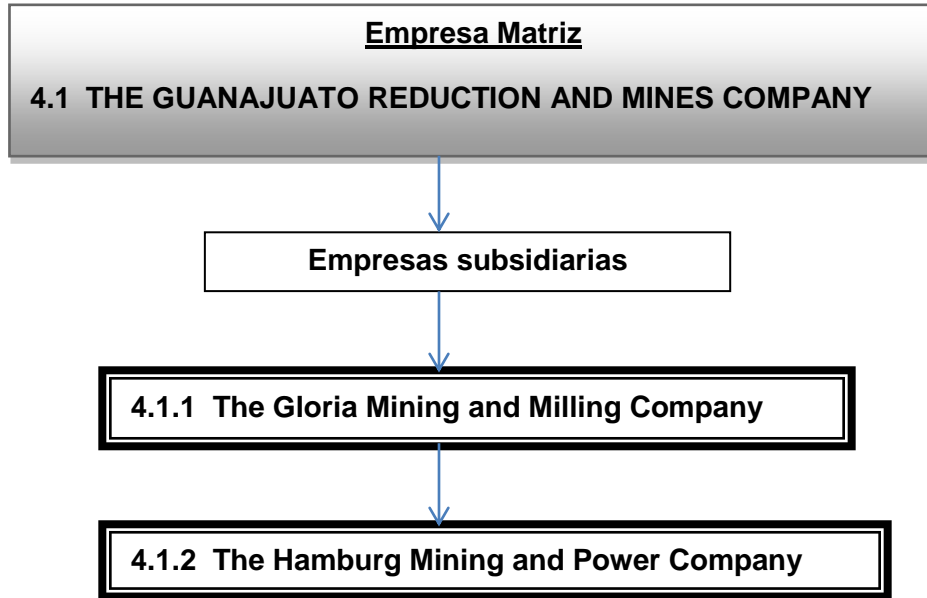 Empresa Matriz
4.1 THE GUANAJUATO REDUCTION AND MINES COMPANY
Empresas subsidiarias
4.1.1 The Gloria Mining and Milling Company
4.1.2 The Hamburg Mining and Power Company